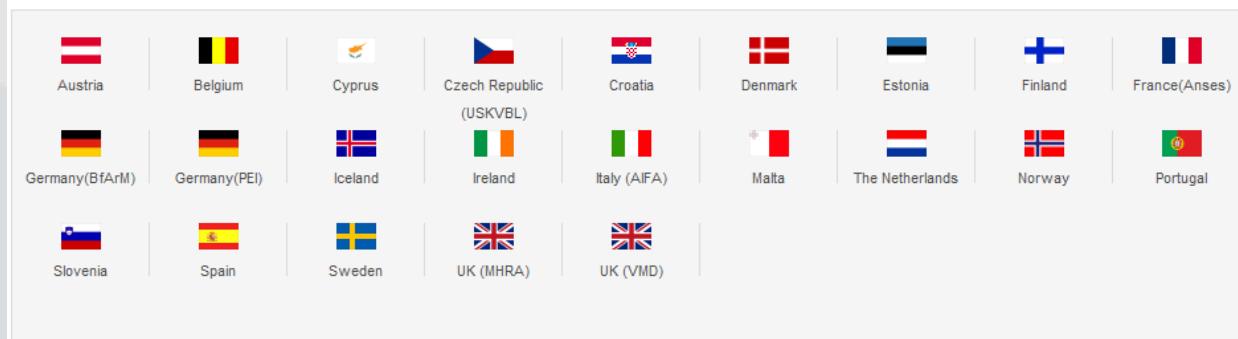 Austria
Belgium
Cyprus
Czech Republic
(USKVBL)
Croatia
Denmark
Estonia
Finland
France(Anses)
Germany(BfArM)
Germany(PEI)
Iceland
Ireland
Italy (AIFA)
Malta
The Netherlands
Norway
Portugal
Slovenia
Spain
Sweden
UK (MHRA)
UK (VMD)